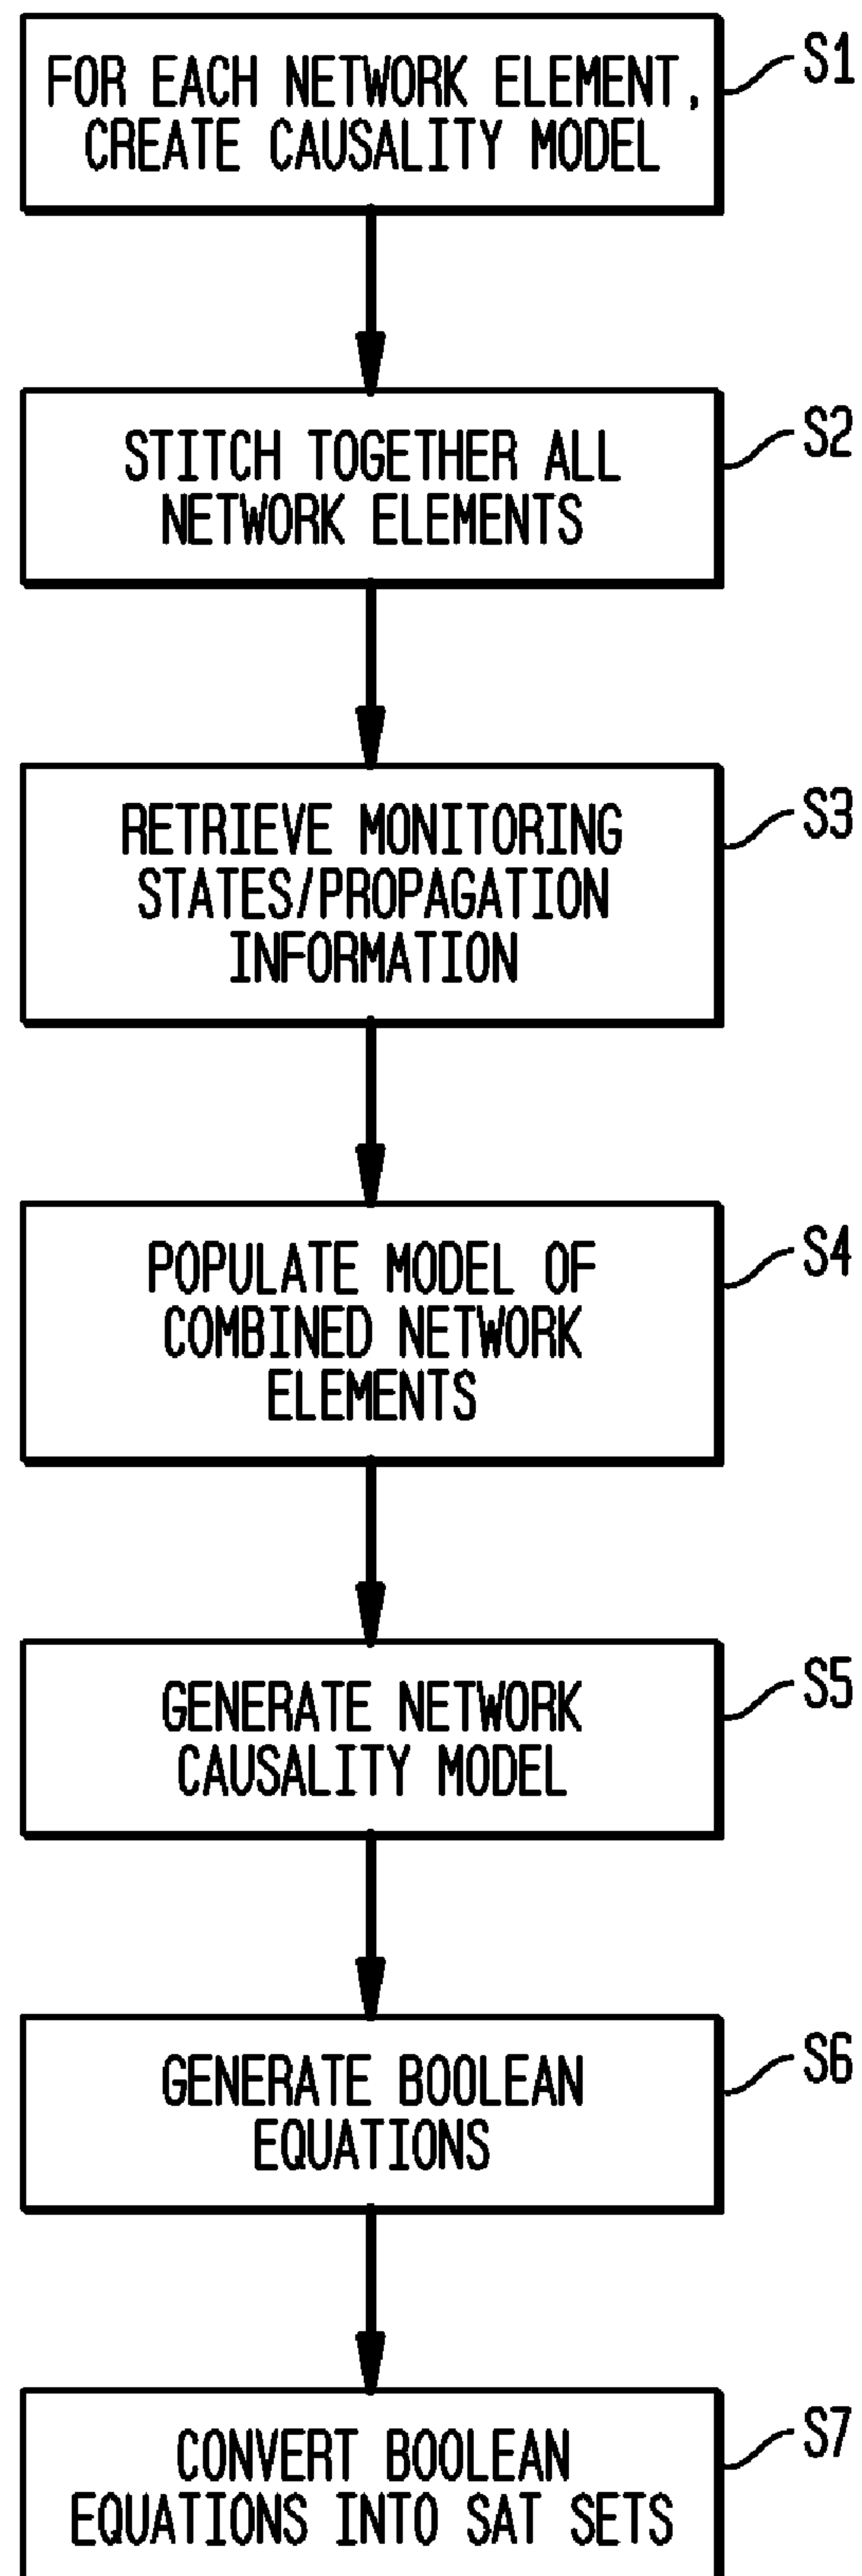 FOR EACH NETWORK ELEMENT,
CREATE CAUSALITY MODEL
S1
STITCH TOGETHER ALL
NETWORK ELEMENTS
S2
RETRIEVE MONITORING
STATES/PROPAGATION
INFORMATION
S3
POPULATE MODEL OF
COMBINED NETWORK
ELEMENTS
S4
GENERATE NETWORK
CAUSALITY MODEL
S5
GENERATE BOOLEAN
EQUATIONS
S6
CONVERT BOOLEAN
EQUATIONS INTO SAT SETS
S7